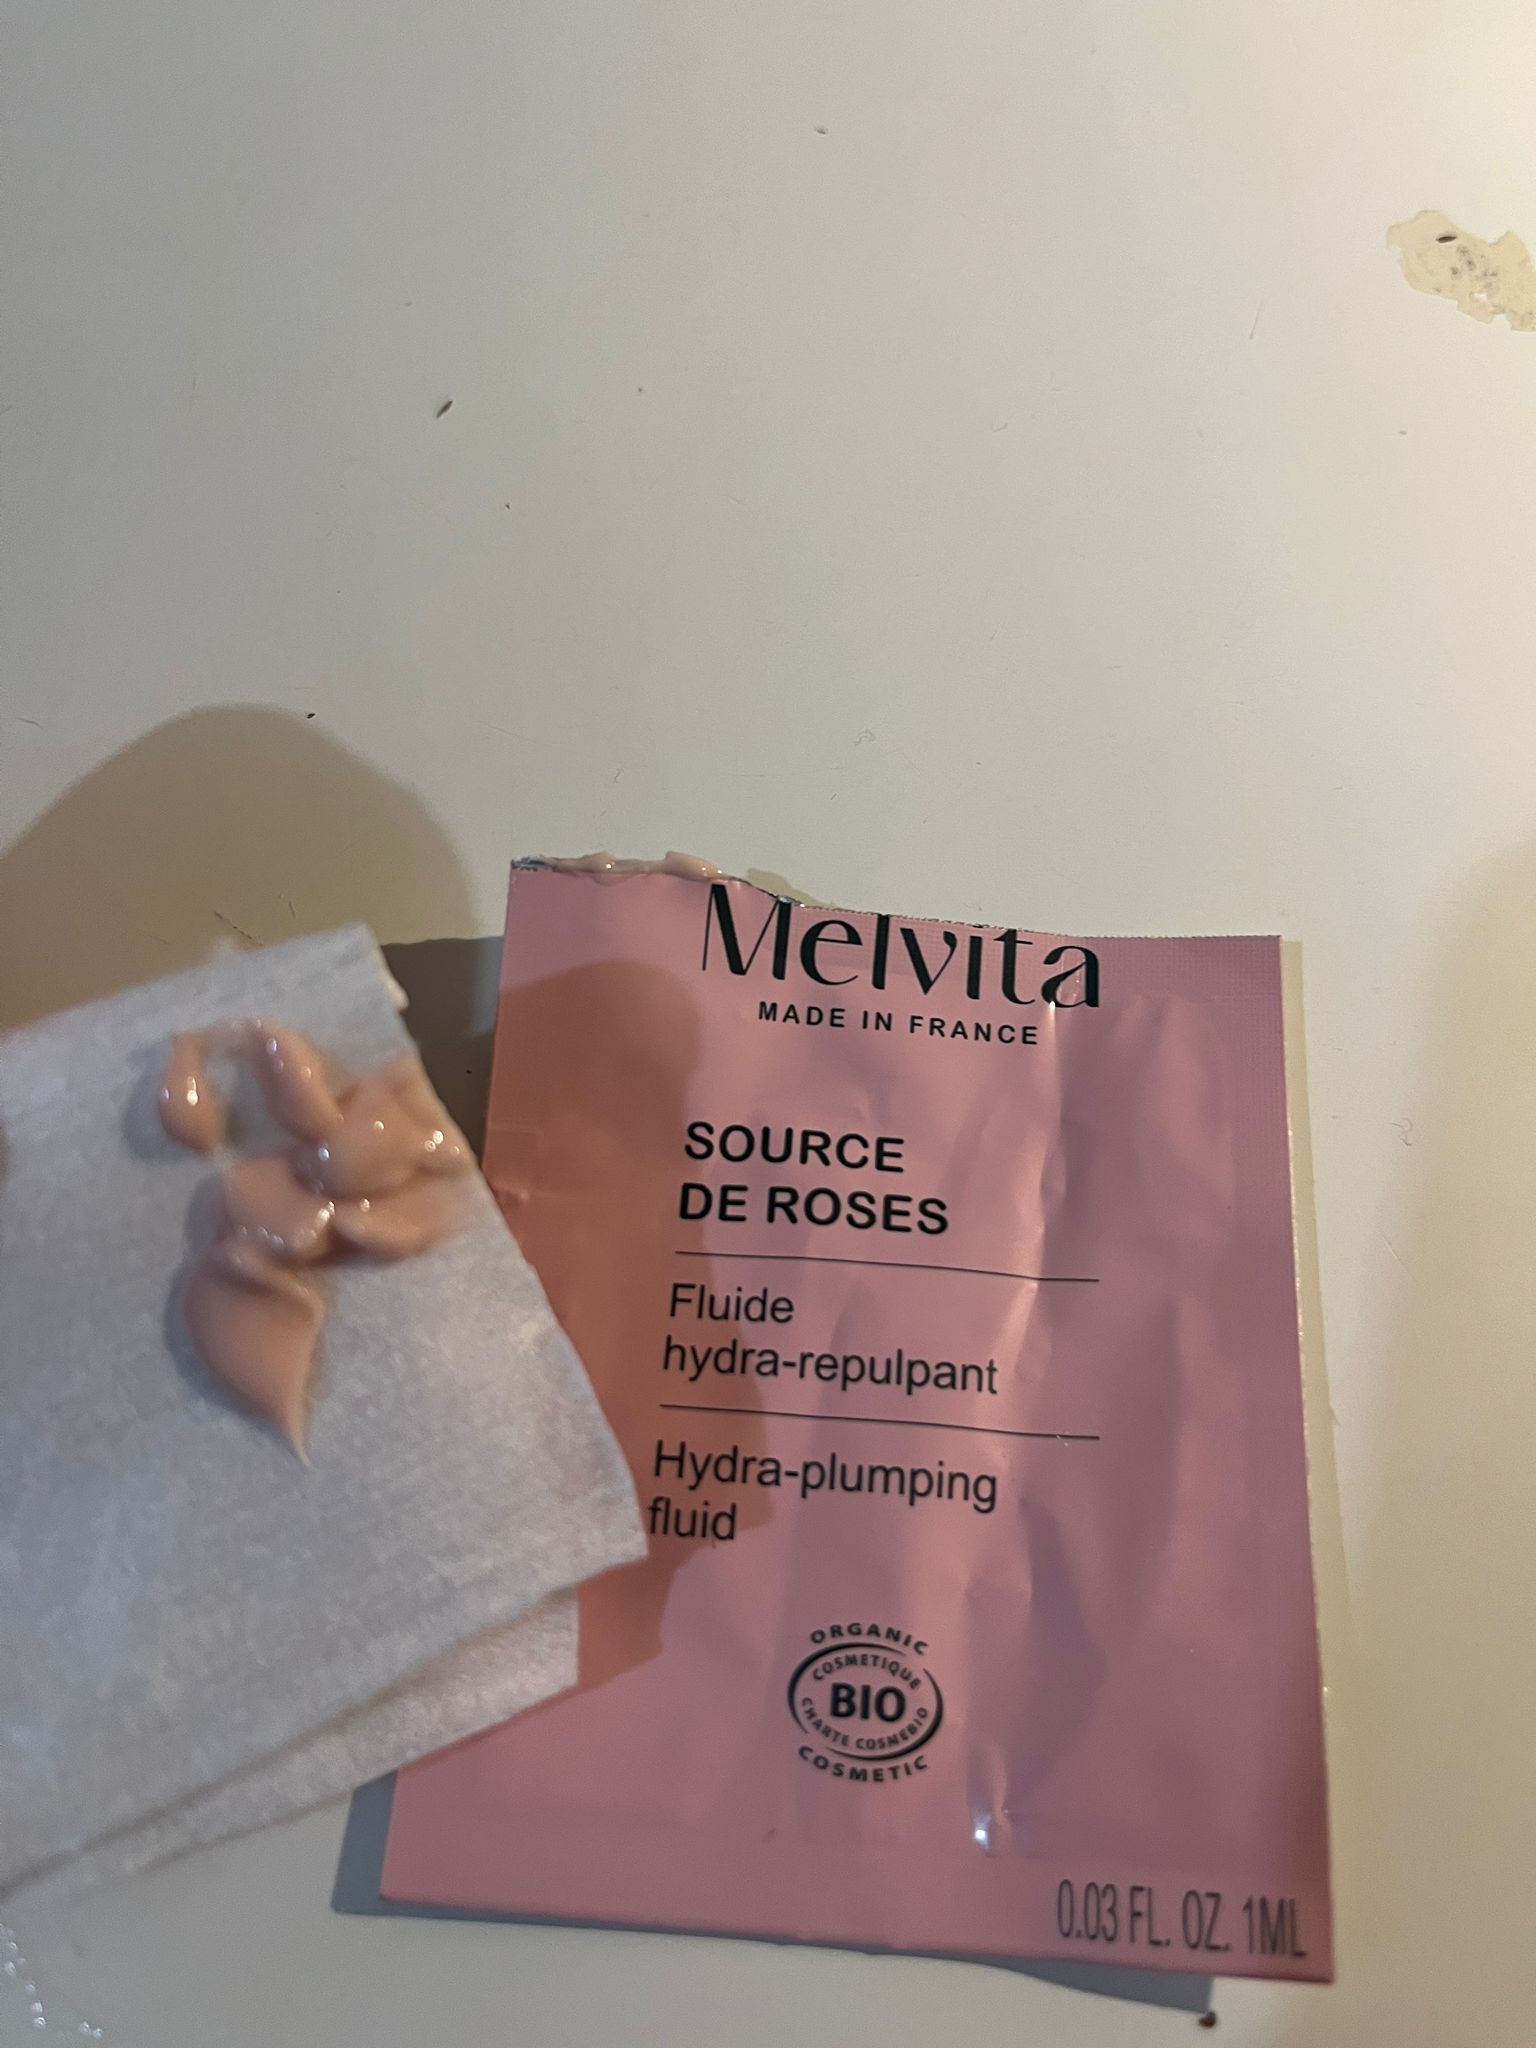 Melvita
MADE IN FRANCE
SOURCE
DE ROSES
Fluide
hydra-repulpant
Hydra-plumping
fluid
ORGANIC
COSMETIQUE
BIO
CHARTE COSMEBIO
COSMETIC
0.03 FL. OZ. 1ML